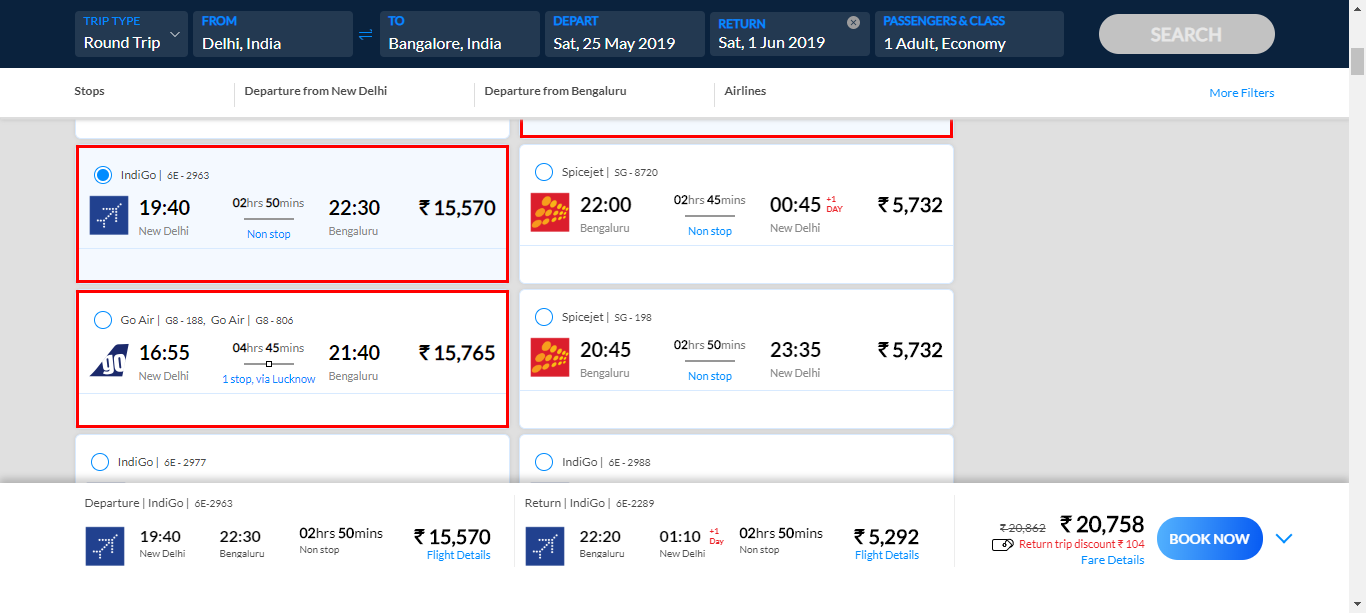 TRIP TYPE
Round Trip
FROM
Delhi, India
TO
Bangalore, India
DEPART
Sat, 25 May 2019
RETURN
Sat, 1 Jun 2019
PASSENGERS & CLASS
1 Adult, Economy
SEARCH
Stops
Departure from New Delhi
Departure from Bengaluru
Airlines
More Filters
IndiGo | 6E - 2963
19:40 02hrs 50mins 22:30 ₹ 15,570
New Delhi Non stop Bengaluru
Spicejet | SG - 8720
22:00 02hrs 45mins 00:45 +1 DAY ₹ 5,732
Bengaluru Non stop New Delhi
Go Air | G8 - 188, Go Air | G8 - 806
16:55 04hrs 45mins 21:40 ₹ 15,765
New Delhi 1 stop, via Lucknow Bengaluru
Spicejet | SG - 198
20:45 02hrs 50mins 23:35 ₹ 5,732
Bengaluru Non stop New Delhi
IndiGo | 6E - 2977
IndiGo | 6E - 2988
Departure | IndiGo | 6E-2963
19:40 22:30 02hrs 50mins ₹ 15,570
New Delhi Bengaluru Non stop Flight Details
Return | IndiGo | 6E-2289
22:20 01:10 +1 Day 02hrs 50mins ₹ 5,292
Bengaluru New Delhi Non stop Flight Details
₹ 20,862 ₹ 20,758
Return trip discount ₹ 104
Fare Details
BOOK NOW